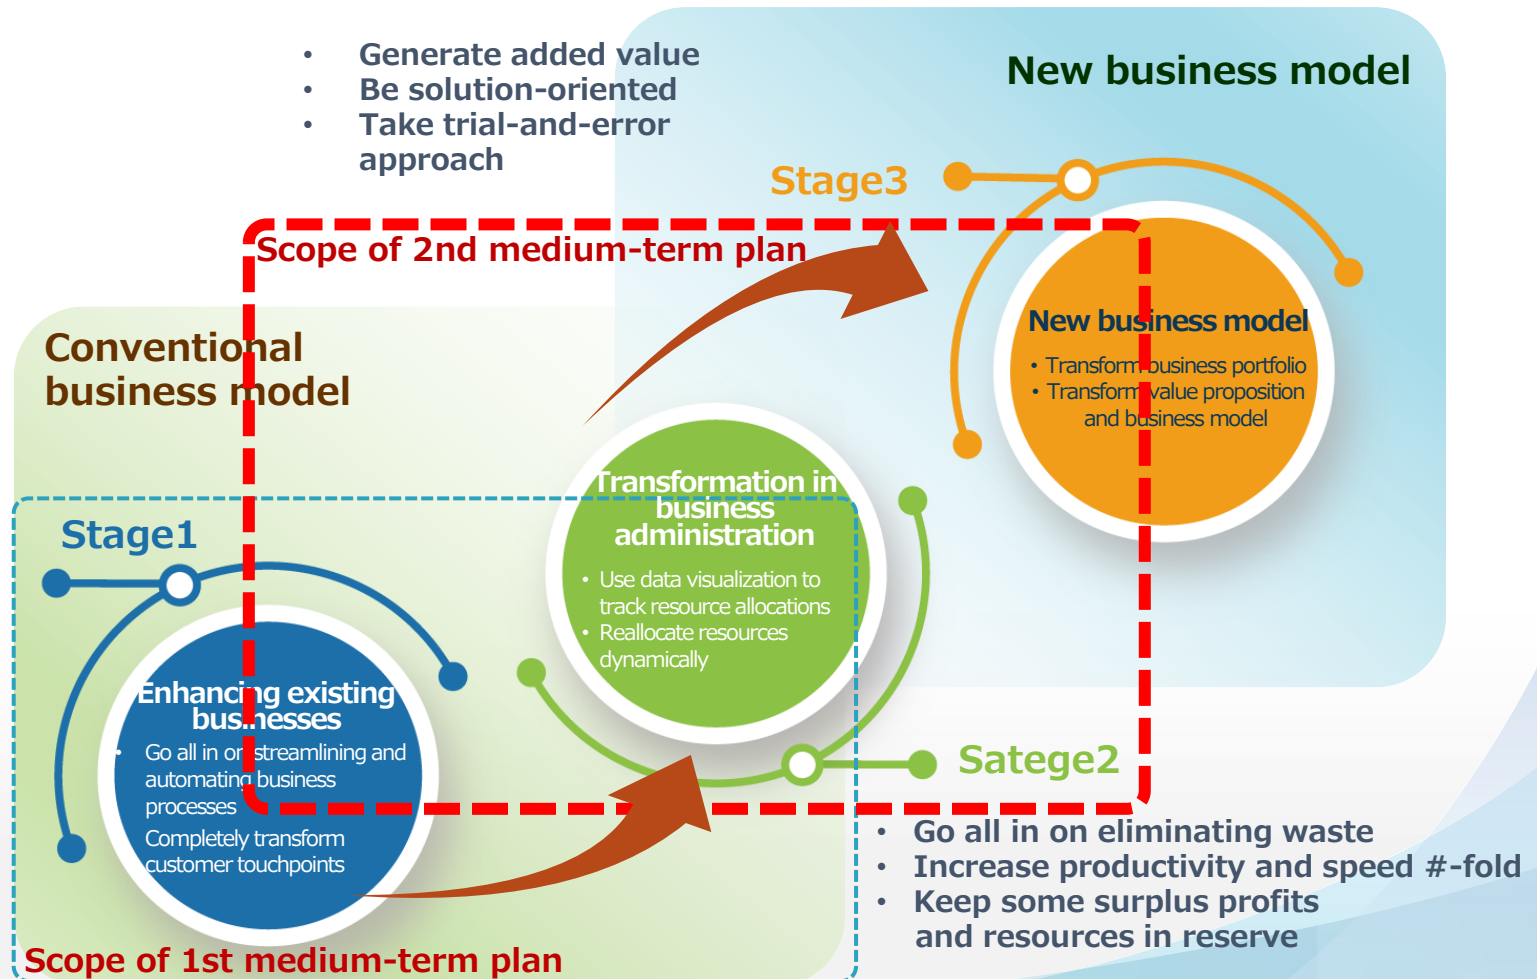 • Generate added value
• Be solution-oriented
• Take trial-and-error
approach
New business model
Stage3
Scope of 2nd medium-term plan
New business model
• Transform business portfolio
• Transform value proposition
and business model
Conventional
business model
Transformation in
business
administration
• Use data visualization to
track resource allocations
• Reallocate resources
dynamically
Stage1
Enhancing existing
businesses
• Go all in on streamlining and
automating business
processes
Completely transform
customer touchpoints
Satege2
• Go all in on eliminating waste
• Increase productivity and speed #-fold
• Keep some surplus profits
and resources in reserve
Scope of 1st medium-term plan